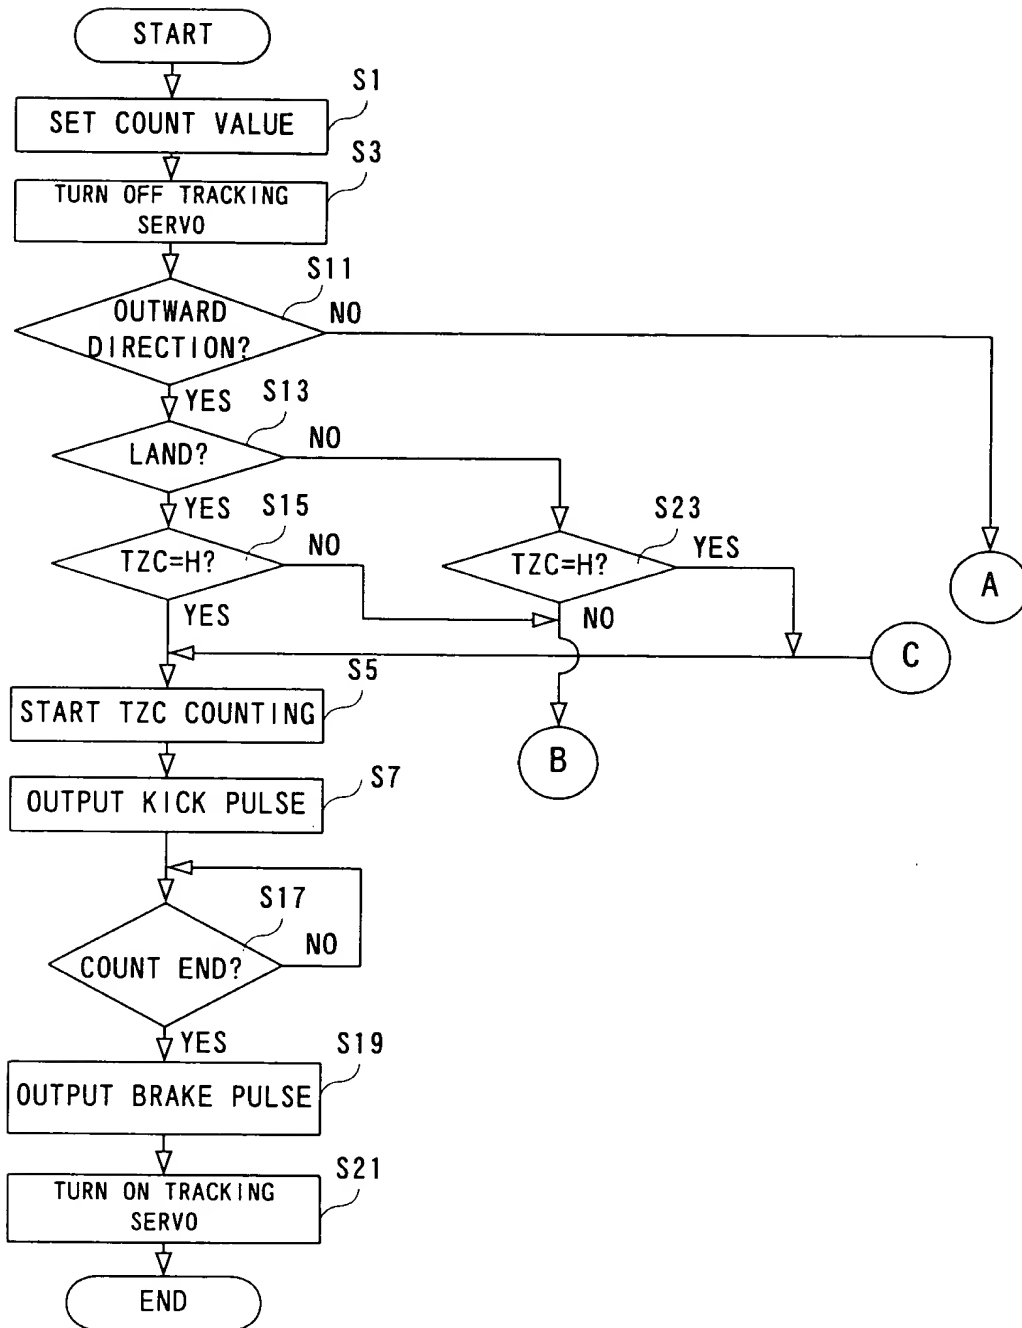 START
S1
SET COUNT VALUE
S3
TURN OFF TRACKING
SERVO
S11
OUTWARD
DIRECTION?
NO
YES
S13
LAND?
NO
YES
S15
TZC=H?
NO
YES
S23
TZC=H?
YES
NO
A
C
B
S5
START TZC COUNTING
S7
OUTPUT KICK PULSE
S17
COUNT END?
NO
YES
S19
OUTPUT BRAKE PULSE
S21
TURN ON TRACKING
SERVO
END